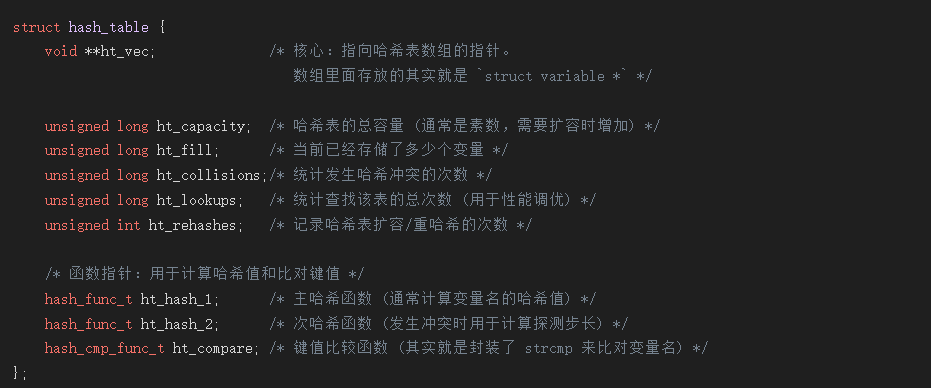 struct hash_table {
    void **ht_vec;              /* 核心：指向哈希表数组的指针。
                                   数组里面存放的其实就是 `struct variable *` */

    unsigned long ht_capacity;  /* 哈希表的总容量 (通常是素数，需要扩容时增加) */
    unsigned long ht_fill;      /* 当前已经存储了多少个变量 */
    unsigned long ht_collisions;/* 统计发生哈希冲突的次数 */
    unsigned long ht_lookups;   /* 统计查找该表的总次数 (用于性能调优) */
    unsigned int ht_rehashes;   /* 记录哈希表扩容/重哈希的次数 */

    /* 函数指针：用于计算哈希值和比对键值 */
    hash_func_t ht_hash_1;      /* 主哈希函数 (通常计算变量名的哈希值) */
    hash_func_t ht_hash_2;      /* 次哈希函数 (发生冲突时用于计算探测步长) */
    hash_cmp_func_t ht_compare; /* 键值比较函数 (其实就是封装了 strcmp 来比对变量名) */
};